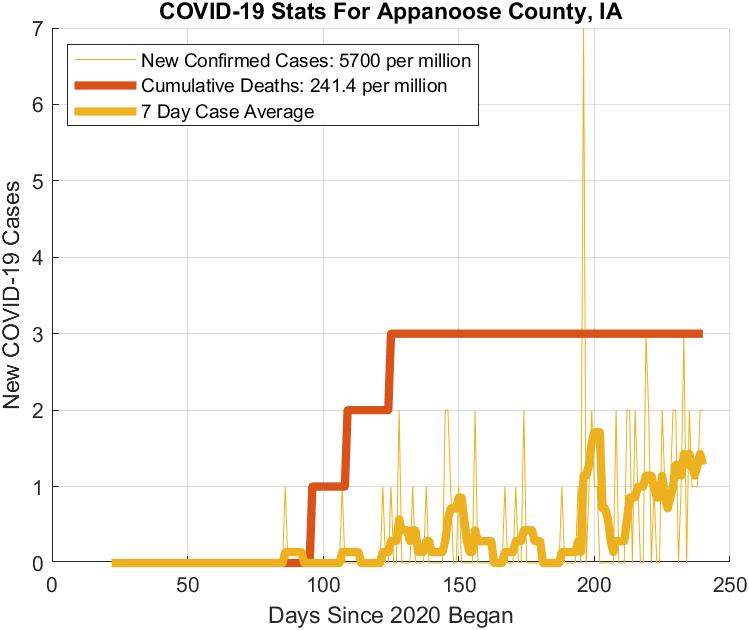 COVID-19 Stats For Appanoose County, IA
New Confirmed Cases: 5700 per million
Cumulative Deaths: 241.4 per million
7 Day Case Average
New COVID-19 Cases
7
6
5
4
3
2
1
0
0 50 100 150 200 250
Days Since 2020 Began